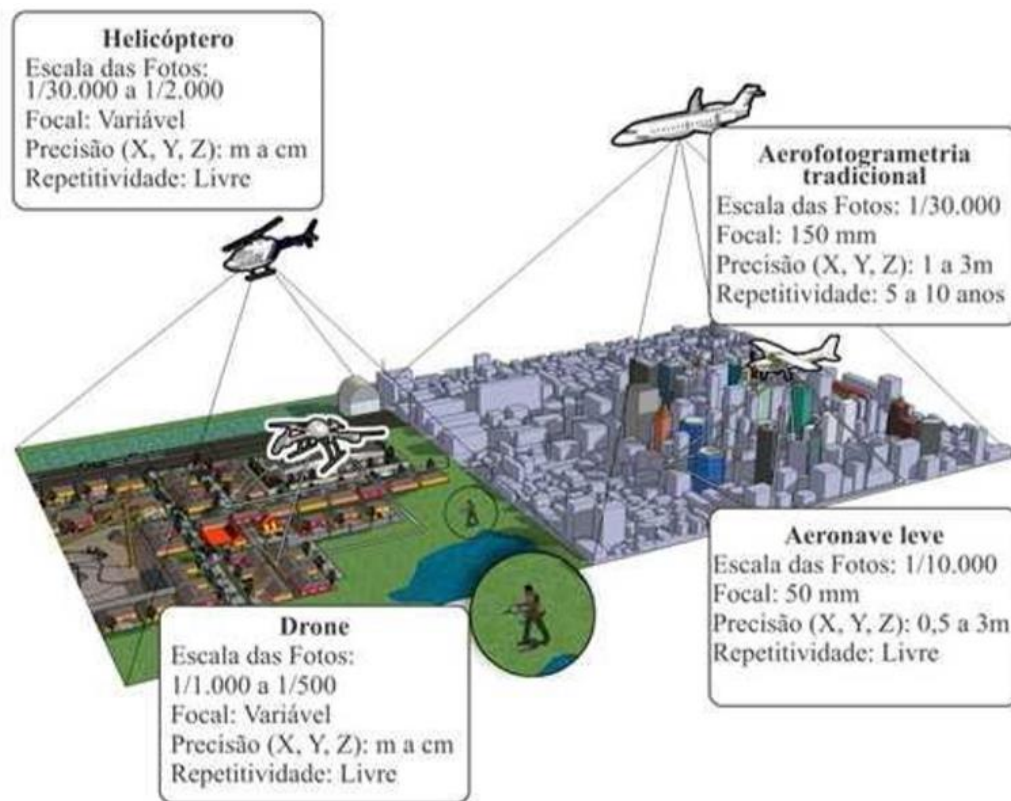 Helicóptero
Escala das Fotos:
1/30.000 a 1/2.000
Focal: Variável
Precisão (X, Y, Z): m a cm
Repetitividade: Livre
Aerofotogrametria
tradicional
Escala das Fotos: 1/30.000
Focal: 150 mm
Precisão (X, Y, Z): 1 a 3m
Repetitividade: 5 a 10 anos
Drone
Escala das Fotos:
1/1.000 a 1/500
Focal: Variável
Precisão (X, Y, Z): m a cm
Repetitividade: Livre
Aeronave leve
Escala das Fotos: 1/10.000
Focal: 50 mm
Precisão (X, Y, Z): 0,5 a 3m
Repetitividade: Livre